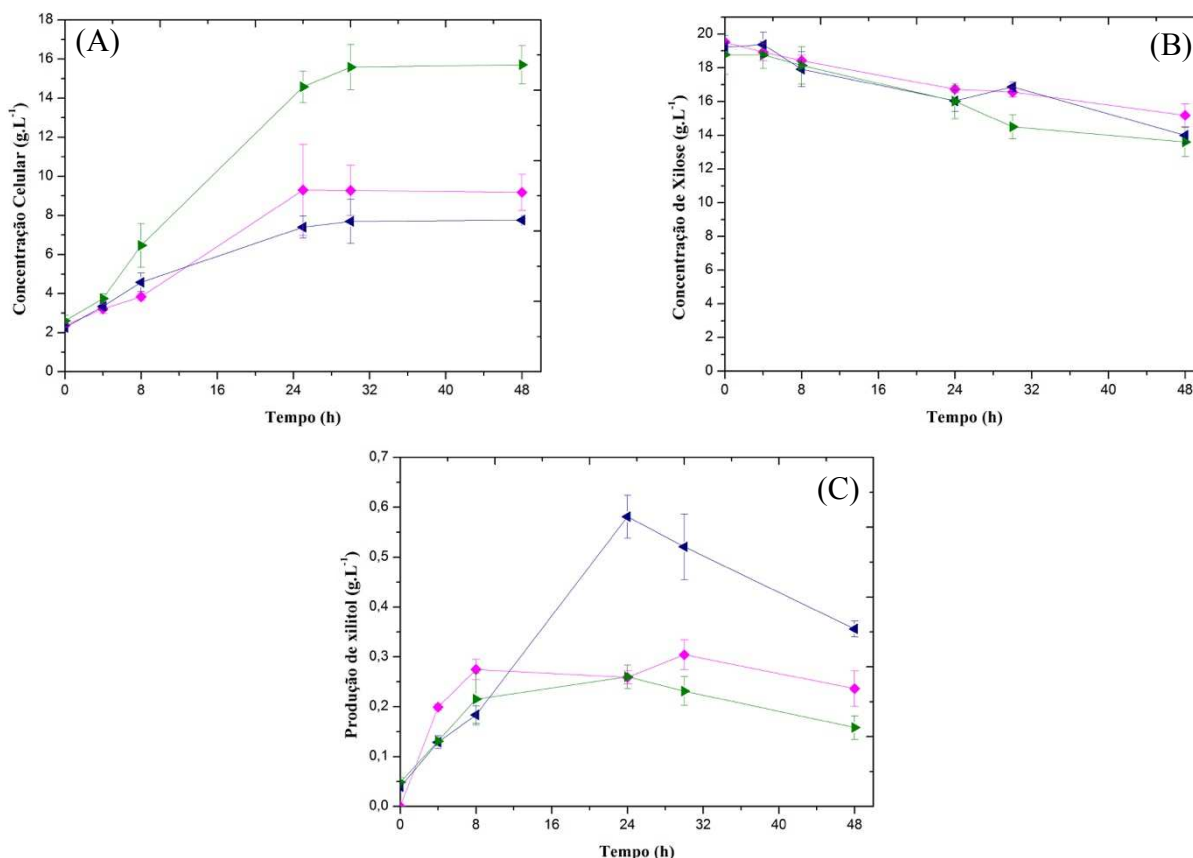 (A)
Concentração Celular (g.L⁻¹)
18
16
14
12
10
8
6
4
2
0
0 8 16 24 32 40 48
Tempo (h)
(B)
Concentração de Xilose (g.L⁻¹)
20
18
16
14
12
10
8
6
4
2
0
0 8 16 24 32 40 48
Tempo (h)
(C)
Produção de xilitol (g.L⁻¹)
0,7
0,6
0,5
0,4
0,3
0,2
0,1
0,0
0 8 16 24 32 40 48
Tempo (h)